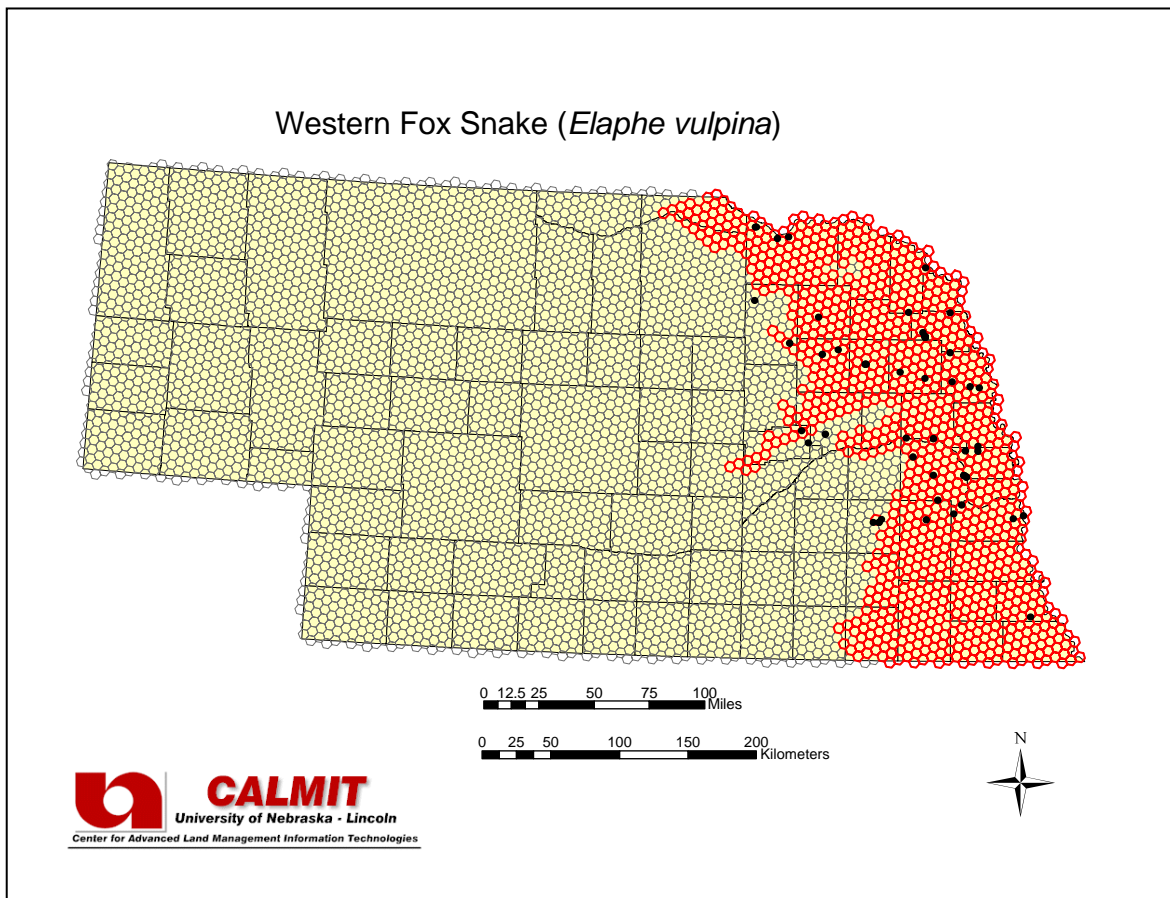 Western Fox Snake (Elaphe vulpina)
0 12.5 25 50 75 100
Miles
0 25 50 100 150 200
Kilometers
N
CALMIT
University of Nebraska - Lincoln
Center for Advanced Land Management Information Technologies